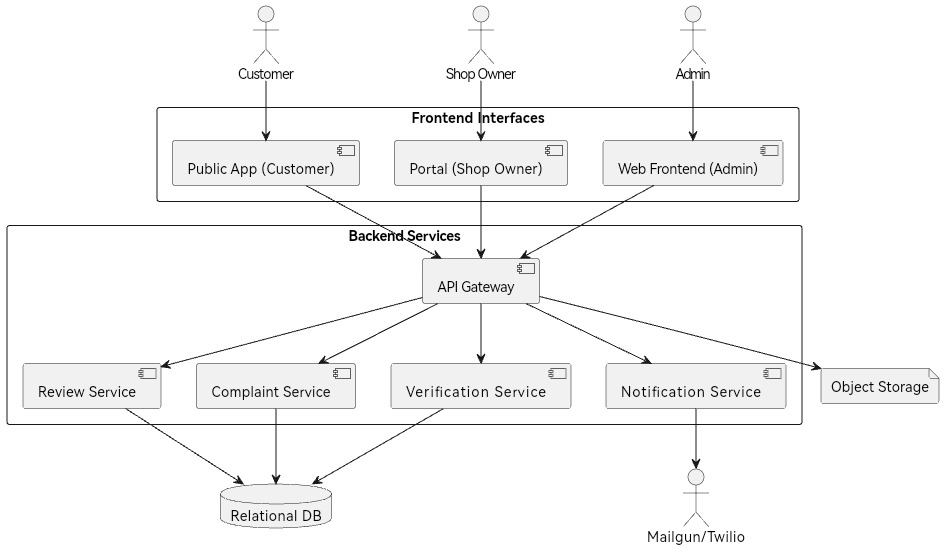 Customer
Shop Owner
Admin
Frontend Interfaces
Public App (Customer)
Portal (Shop Owner)
Web Frontend (Admin)
Backend Services
API Gateway
Review Service
Complaint Service
Verification Service
Notification Service
Object Storage
Relational DB
Mailgun/Twilio